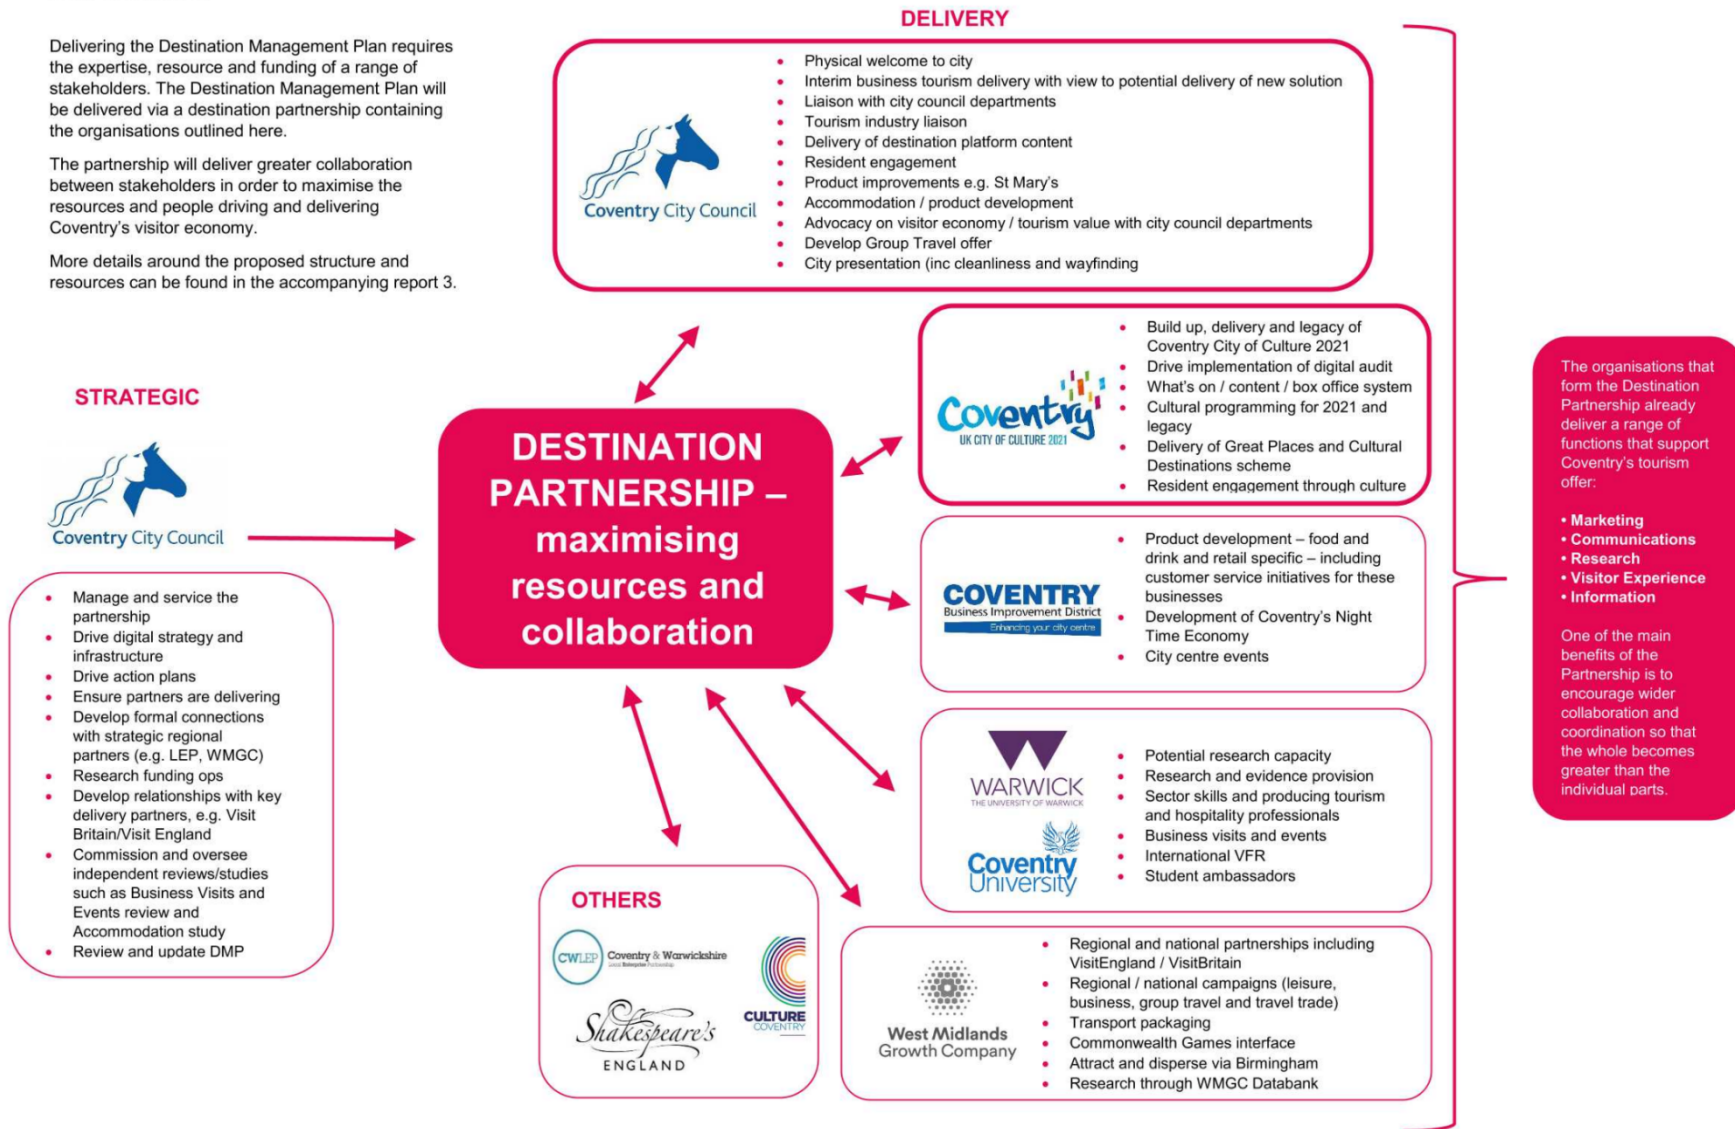 Delivering the Destination Management Plan requires
the expertise, resource and funding of a range of
stakeholders. The Destination Management Plan will
be delivered via a destination partnership containing
the organisations outlined here.
The partnership will deliver greater collaboration
between stakeholders in order to maximise the
resources and people driving and delivering
Coventry's visitor economy.
More details around the proposed structure and
resources can be found in the accompanying report 3.
STRATEGIC
Coventry City Council
• Manage and service the
partnership
• Drive digital strategy and
infrastructure
• Drive action plans
• Ensure partners are delivering
• Develop formal connections
with strategic regional
partners (e.g. LEP, WMGC)
• Research funding ops
• Develop relationships with key
delivery partners, e.g. Visit
Britain/Visit England
• Commission and oversee
independent reviews/studies
such as Business Visits and
Events review and
Accommodation study
• Review and update DMP
DESTINATION
PARTNERSHIP –
maximising
resources and
collaboration
DELIVERY
Coventry City Council
• Physical welcome to city
• Interim business tourism delivery with view to potential delivery of new solution
• Liaison with city council departments
• Tourism industry liaison
• Delivery of destination platform content
• Resident engagement
• Product improvements e.g. St Mary's
• Accommodation / product development
• Advocacy on visitor economy / tourism value with city council departments
• Develop Group Travel offer
• City presentation (inc cleanliness and wayfinding
Coventry
UK CITY OF CULTURE 2021
• Build up, delivery and legacy of
Coventry City of Culture 2021
• Drive implementation of digital audit
• What's on / content / box office system
• Cultural programming for 2021 and
legacy
• Delivery of Great Places and Cultural
Destinations scheme
• Resident engagement through culture
COVENTRY
Business Improvement District
Enhancing your city centre
• Product development – food and
drink and retail specific – including
customer service initiatives for these
businesses
• Development of Coventry's Night
Time Economy
• City centre events
WARWICK
THE UNIVERSITY OF WARWICK
Coventry
University
• Potential research capacity
• Research and evidence provision
• Sector skills and producing tourism
and hospitality professionals
• Business visits and events
• International VFR
• Student ambassadors
West Midlands
Growth Company
• Regional and national partnerships including
VisitEngland / VisitBritain
• Regional / national campaigns (leisure,
business, group travel and travel trade)
• Transport packaging
• Commonwealth Games interface
• Attract and disperse via Birmingham
• Research through WMGC Databank
OTHERS
CWLEP
Coventry & Warwickshire
Local Enterprise Partnership
CULTURE
COVENTRY
Shakespeare's
ENGLAND
The organisations that
form the Destination
Partnership already
deliver a range of
functions that support
Coventry's tourism
offer:
• Marketing
• Communications
• Research
• Visitor Experience
• Information
One of the main
benefits of the
Partnership is to
encourage wider
collaboration and
coordination so that
the whole becomes
greater than the
individual parts.